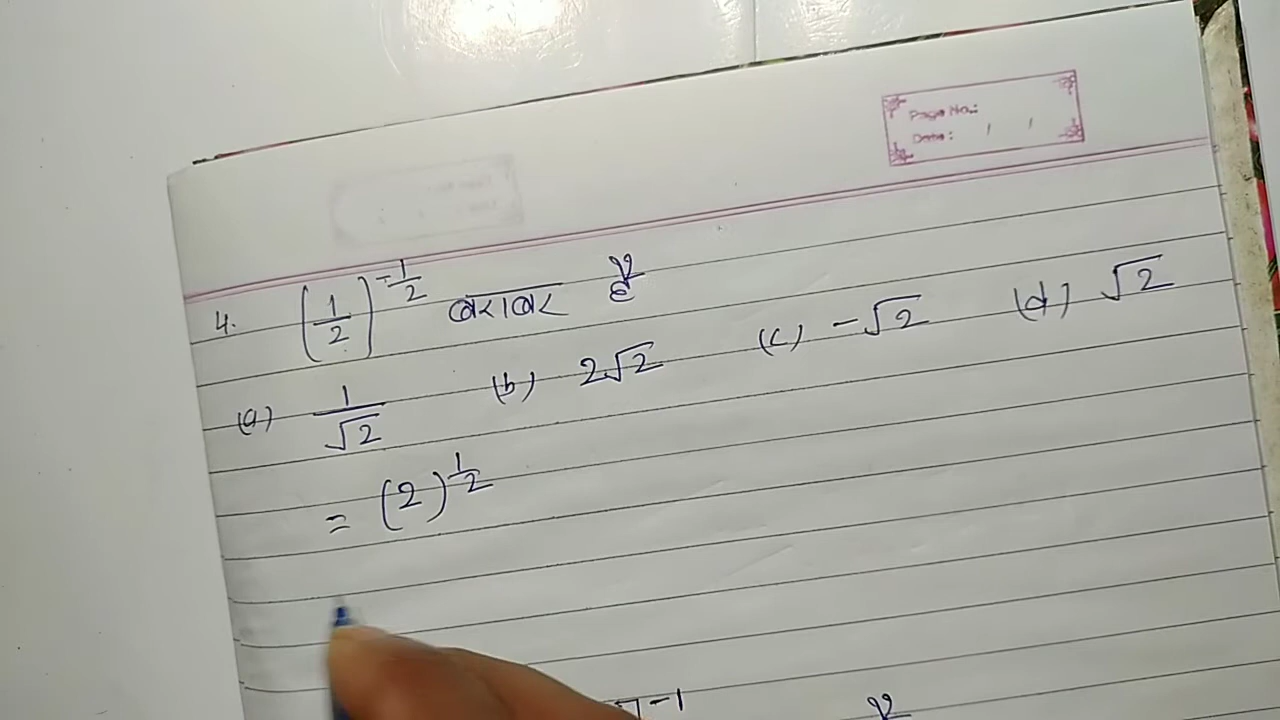 Page No.:
Date: / /
4. (1/2)^-1/2 बराबर है
(a) 1/√2 (b) 2√2 (c) -√2 (d) √2
= (2)^1/2